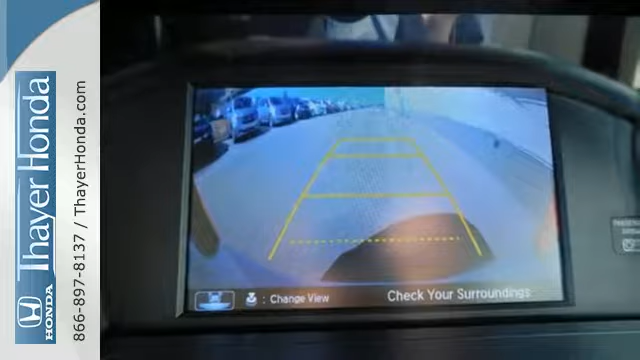 Thayer Honda
HONDA
866-897-8137 / ThayerHonda.com
: Change View
Check Your Surroundings